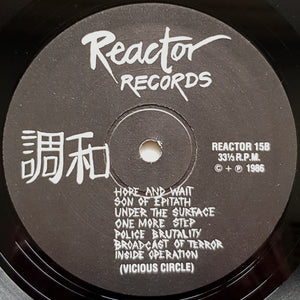 Reactor
RECORDS
調和
REACTOR 15B
33⅓ R.P.M.
© + ℗ 1986
HOPE AND WAIT
SON OF EPITATH
UNDER THE SURFACE
ONE MORE STEP
POLICE BRUTALITY
BROADCAST OF TERROR
INSIDE OPERATION
(VICIOUS CIRCLE)